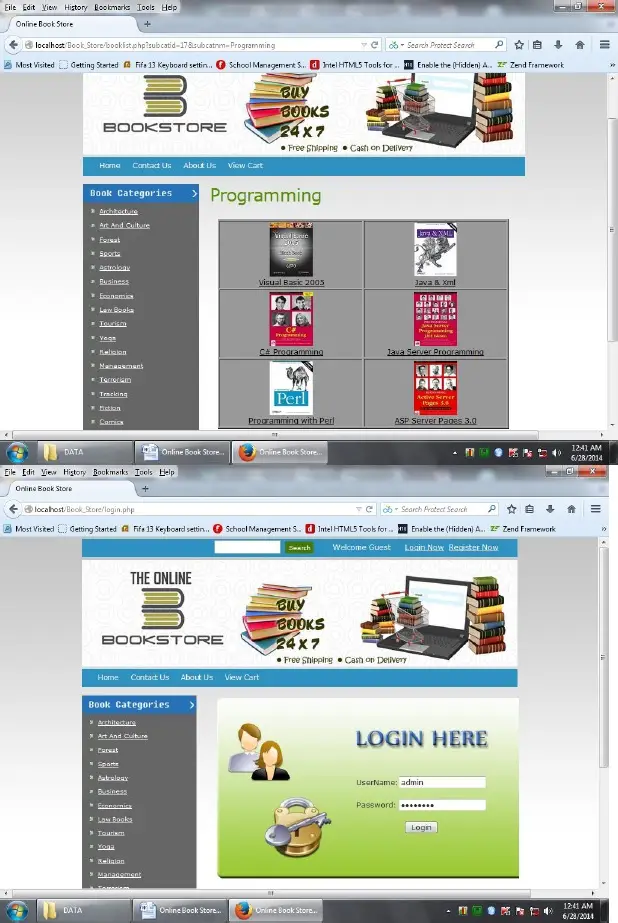 File Edit View History Bookmarks Tools Help
Online Book Store
localhost/Book_Store/booklist.php?subcatid=17&subcatnm=Programming
Search Protect Search
Most Visited Getting Started Fifa 13 Keyboard settin... School Management S... Intel HTML5 Tools for ... Enable the (Hidden) A... Zend Framework
BOOKSTORE
BUY
BOOKS
24 X 7
• Free Shipping • Cash on Delivery
Home Contact Us About Us View Cart
Book Categories
Architecture
Art And Culture
Forest
Sports
Astrology
Business
Economics
Law Books
Tourism
Yoga
Religion
Management
Terrorism
Tracking
Fiction
Comics
Programming
Visual Basic 2005
Java & Xml
C# Programming
Java Server Programming
Perl
Programming with Perl
ASP Server Pages 3.0
DATA Online Book Store... Online Book Store...
12:41 AM
6/28/2014
File Edit View History Bookmarks Tools Help
Online Book Store
localhost/Book_Store/login.php
Search Protect Search
Most Visited Getting Started Fifa 13 Keyboard settin... School Management S... Intel HTML5 Tools for ... Enable the (Hidden) A... Zend Framework
Search Welcome Guest Login Now Register Now
THE ONLINE
BOOKSTORE
BUY
BOOKS
24 X 7
• Free Shipping • Cash on Delivery
Home Contact Us About Us View Cart
Book Categories
Architecture
Art And Culture
Forest
Sports
Astrology
Business
Economics
Law Books
Tourism
Yoga
Religion
Management
Terrorism
LOGIN HERE
UserName: admin
Password: ••••••••
Login
DATA Online Book Store... Online Book Store...
12:41 AM
6/28/2014